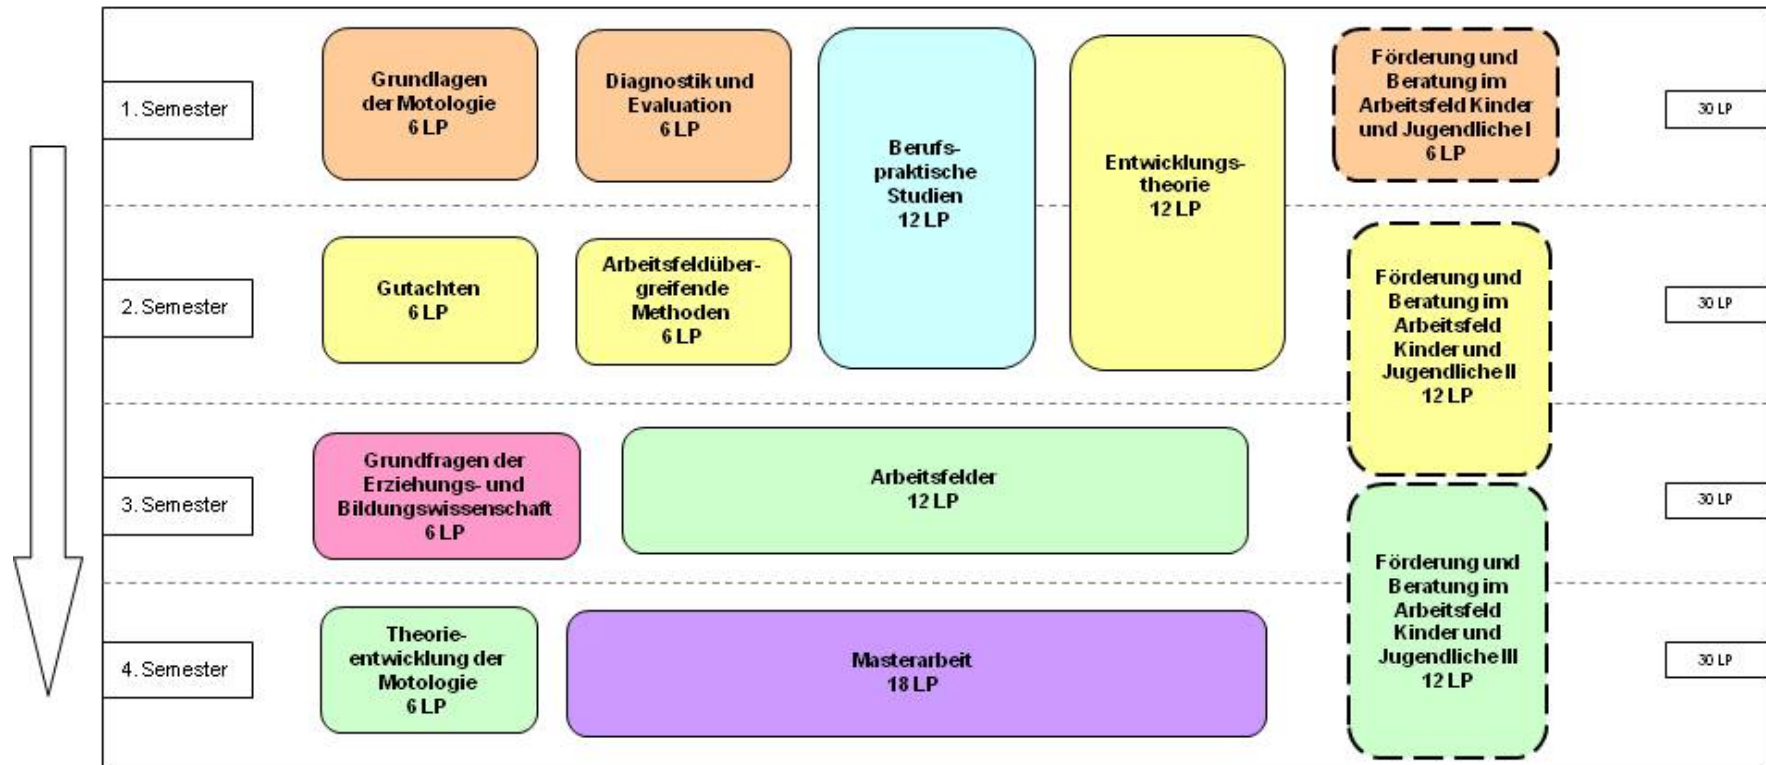 1. Semester
Grundlagen
der Motologie
6 LP
Diagnostik und
Evaluation
6 LP
Berufs-
praktische
Studien
12 LP
Entwicklungs-
theorie
12 LP
Förderung und
Beratung im
Arbeitsfeld Kinder
und Jugendliche I
6 LP
30 LP
2. Semester
Gutachten
6 LP
Arbeitsfeldüber-
greifende
Methoden
6 LP
Förderung und
Beratung im
Arbeitsfeld
Kinder und
Jugendliche II
12 LP
30 LP
3. Semester
Grundfragen der
Erziehungs- und
Bildungswissenschaft
6 LP
Arbeitsfelder
12 LP
Förderung und
Beratung im
Arbeitsfeld
Kinder und
Jugendliche III
12 LP
30 LP
4. Semester
Theorie-
entwicklung der
Motologie
6 LP
Masterarbeit
18 LP
30 LP